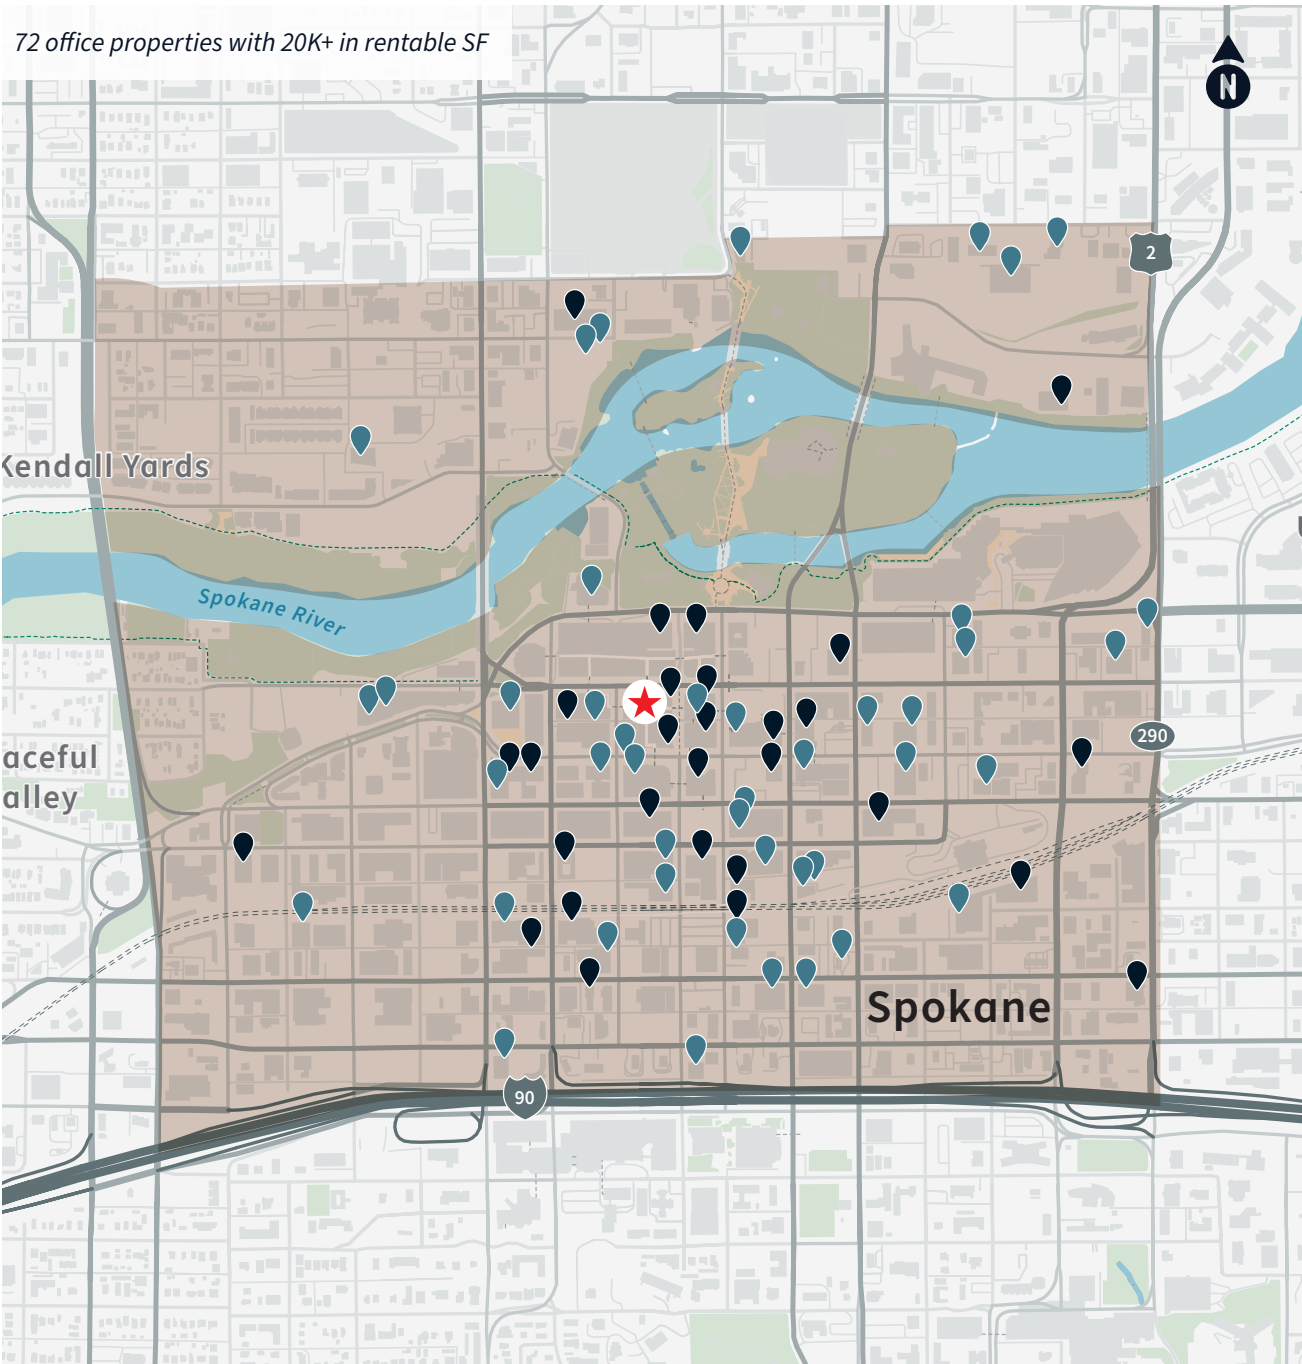 72 office properties with 20K+ in rentable SF
N
2
Kendall Yards
Spokane River
290
aceful
alley
Spokane
90